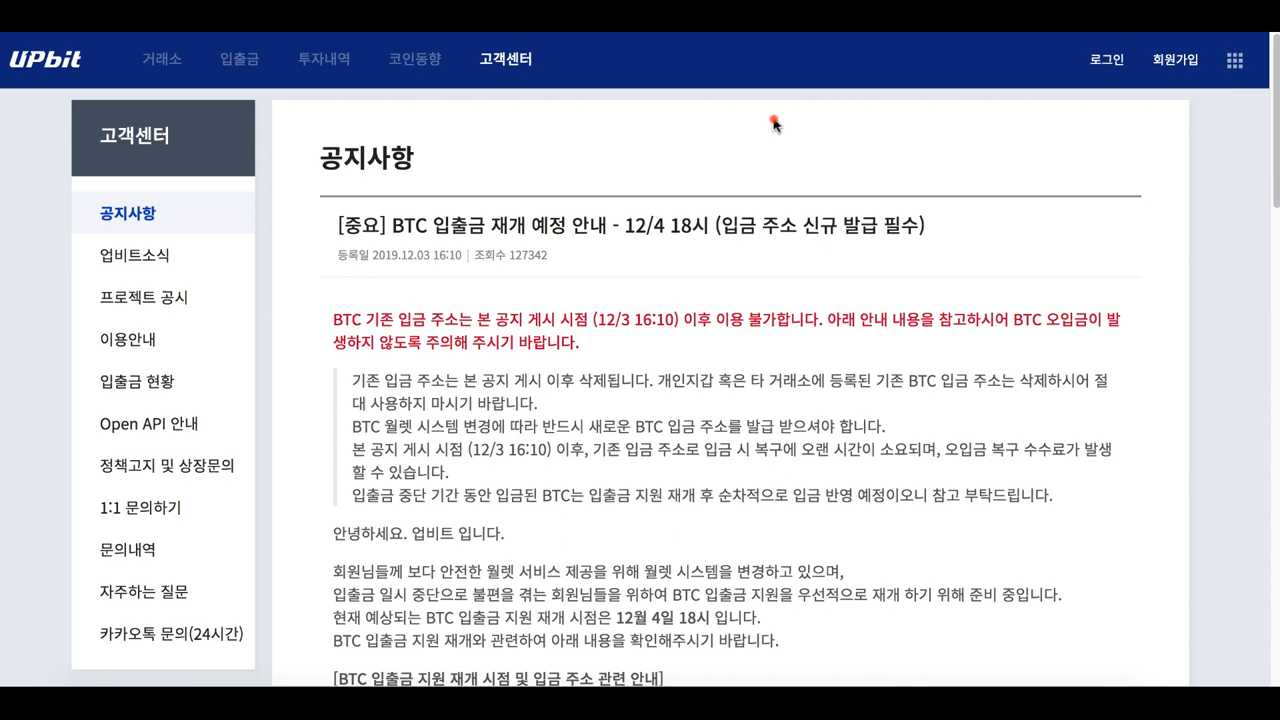 UPbit 거래소 입출금 투자내역 코인동향 고객센터 로그인 회원가입
고객센터
공지사항
업비트소식
프로젝트 공시
이용안내
입출금 현황
Open API 안내
정책고지 및 상장문의
1:1 문의하기
문의내역
자주하는 질문
카카오톡 문의(24시간)
공지사항
[중요] BTC 입출금 재개 예정 안내 - 12/4 18시 (입금 주소 신규 발급 필수)
등록일 2019.12.03 16:10 | 조회수 127342
BTC 기존 입금 주소는 본 공지 게시 시점 (12/3 16:10) 이후 이용 불가합니다. 아래 안내 내용을 참고하시어 BTC 오입금이 발
생하지 않도록 주의해 주시기 바랍니다.
기존 입금 주소는 본 공지 게시 이후 삭제됩니다. 개인지갑 혹은 타 거래소에 등록된 기존 BTC 입금 주소는 삭제하시어 절
대 사용하지 마시기 바랍니다.
BTC 월렛 시스템 변경에 따라 반드시 새로운 BTC 입금 주소를 발급 받으셔야 합니다.
본 공지 게시 시점 (12/3 16:10) 이후, 기존 입금 주소로 입금 시 복구에 오랜 시간이 소요되며, 오입금 복구 수수료가 발생
할 수 있습니다.
입출금 중단 기간 동안 입금된 BTC는 입출금 지원 재개 후 순차적으로 입금 반영 예정이오니 참고 부탁드립니다.
안녕하세요. 업비트 입니다.
회원님들께 보다 안전한 월렛 서비스 제공을 위해 월렛 시스템을 변경하고 있으며,
입출금 일시 중단으로 불편을 겪는 회원님들을 위하여 BTC 입출금 지원을 우선적으로 재개 하기 위해 준비 중입니다.
현재 예상되는 BTC 입출금 지원 재개 시점은 12월 4일 18시 입니다.
BTC 입출금 지원 재개와 관련하여 아래 내용을 확인해주시기 바랍니다.
[BTC 입출금 지원 재개 시점 및 입금 주소 관련 안내]